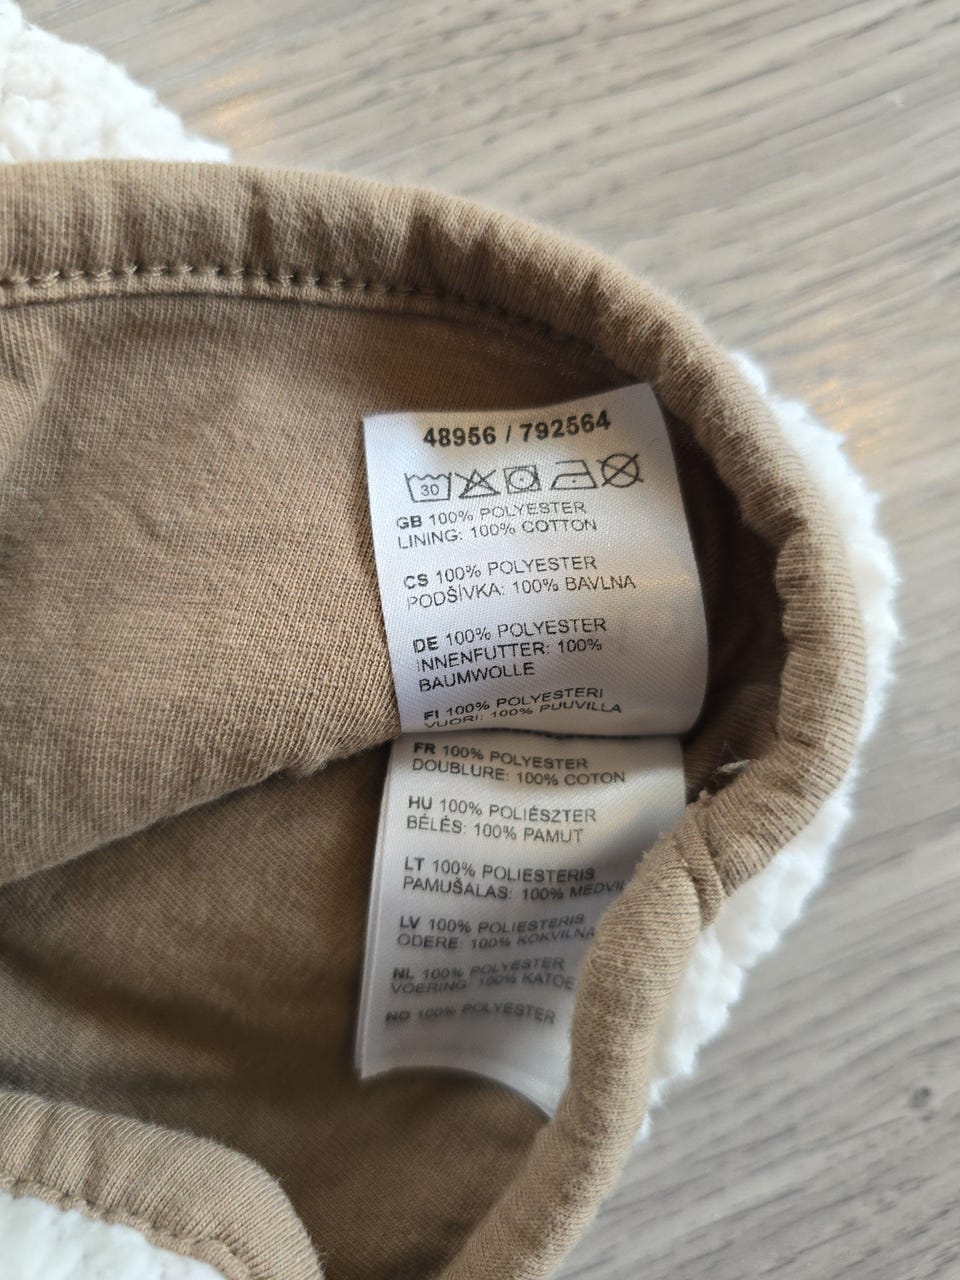 48956 / 792564
30
GB 100% POLYESTER
LINING: 100% COTTON
CS 100% POLYESTER
PODŠÍVKA: 100% BAVLNA
DE 100% POLYESTER
INNENFUTTER: 100%
BAUMWOLLE
FI 100% POLYESTERI
VUORI: 100% PUUVILLA
FR 100% POLYESTER
DOUBLURE: 100% COTON
HU 100% POLIÉSZTER
BÉLÉS: 100% PAMUT
LT 100% POLIESTERIS
PAMUŠALAS: 100% MEDVIL
LV 100% POLIESTERIS
ODERE: 100% KOKVILNA
NL 100% POLYESTER
VOERING: 100% KATOE
NO 100% POLYESTER